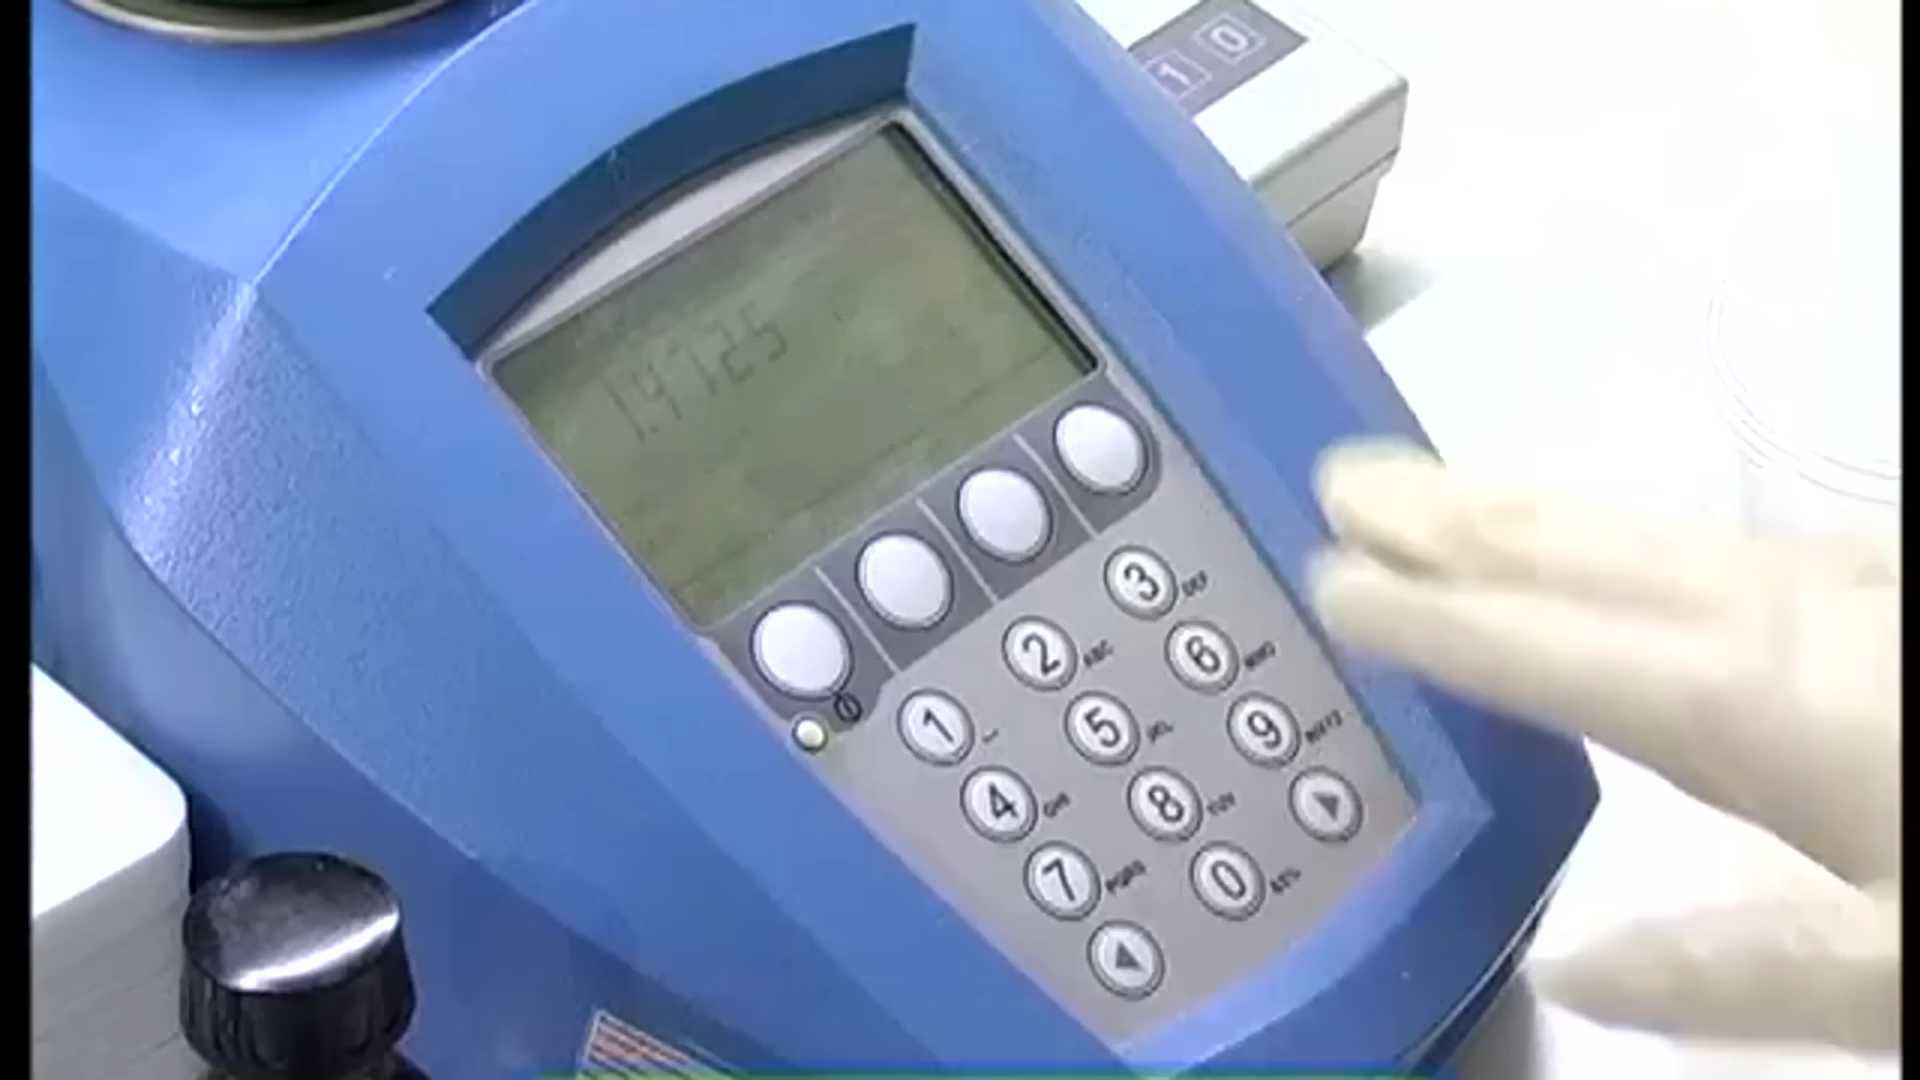 1 0
1.4725
3 DEF
2 ABC
6 MNO
1
5 JKL
9 WXYZ
4 GHI
8 TUV
7 PQRS
0